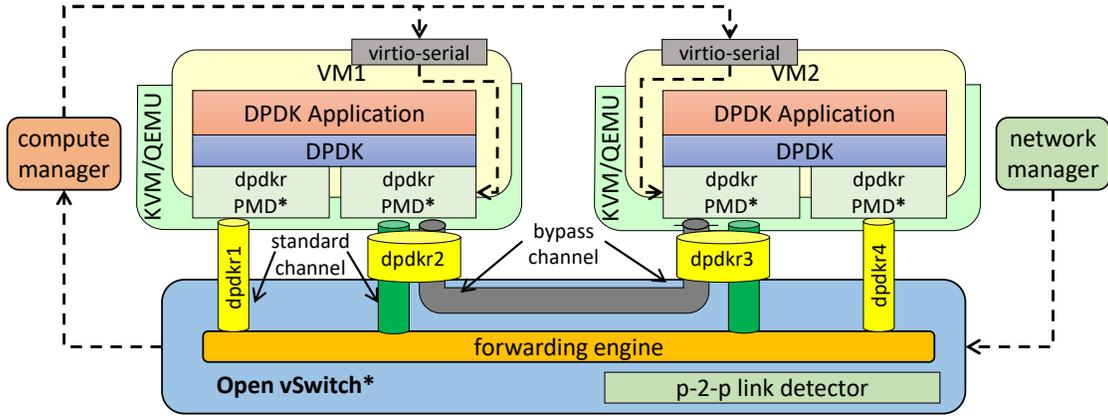 virtio-serial
virtio-serial
VM1
VM2
DPDK Application
DPDK Application
compute
manager
network
manager
KVM/QEMU
KVM/QEMU
DPDK
DPDK
dpdkr
PMD*
dpdkr
PMD*
dpdkr
PMD*
dpdkr
PMD*
dpdkr1
standard
channel
dpdkr2
bypass
channel
dpdkr3
dpdkr4
forwarding engine
Open vSwitch*
p-2-p link detector